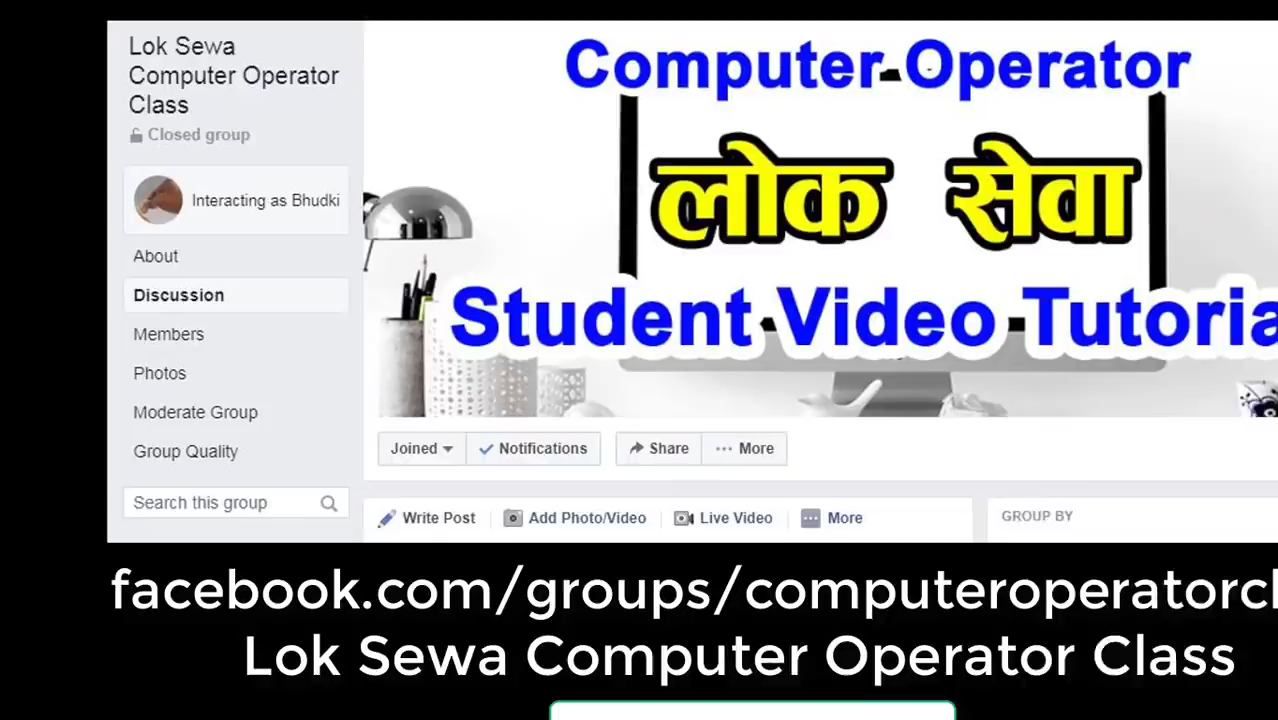 Lok Sewa
Computer Operator
Class
Closed group
Interacting as Bhudki
About
Discussion
Members
Photos
Moderate Group
Group Quality
Search this group
Computer Operator
लोक सेवा
Student Video Tutoria
Joined
Notifications
Share
More
Write Post
Add Photo/Video
Live Video
More
GROUP BY
facebook.com/groups/computeroperatorcl
Lok Sewa Computer Operator Class